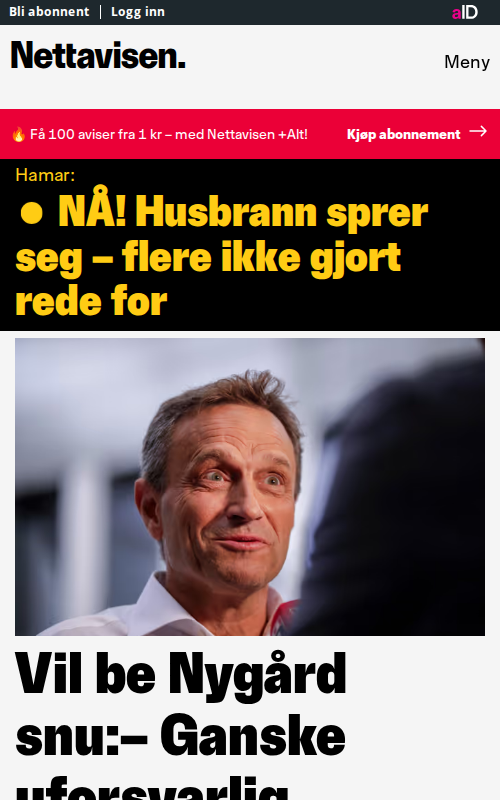 Bli abonnent | Logg inn
aID
Nettavisen.
Meny
🔥 Få 100 aviser fra 1 kr – med Nettavisen +Alt!
Kjøp abonnement →
Hamar:
● NÅ! Husbrann sprer
seg – flere ikke gjort
rede for
Vil be Nygård
snu:– Ganske
uforsvarlig